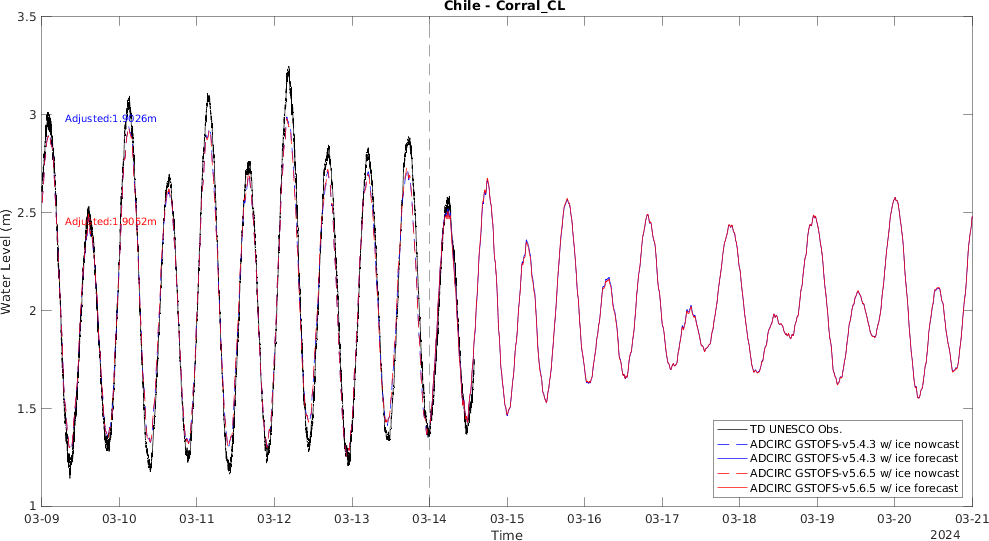 Chile - Corral_CL
3.5
3
2.5
2
1.5
1
Water Level (m)
Adjusted:1.9026m
Adjusted:1.9062m
TD UNESCO Obs.
ADCIRC GSTOFS-v5.4.3 w/ ice nowcast
ADCIRC GSTOFS-v5.4.3 w/ ice forecast
ADCIRC GSTOFS-v5.6.5 w/ ice nowcast
ADCIRC GSTOFS-v5.6.5 w/ ice forecast
03-09 03-10 03-11 03-12 03-13 03-14 03-15 03-16 03-17 03-18 03-19 03-20 03-21
Time
2024